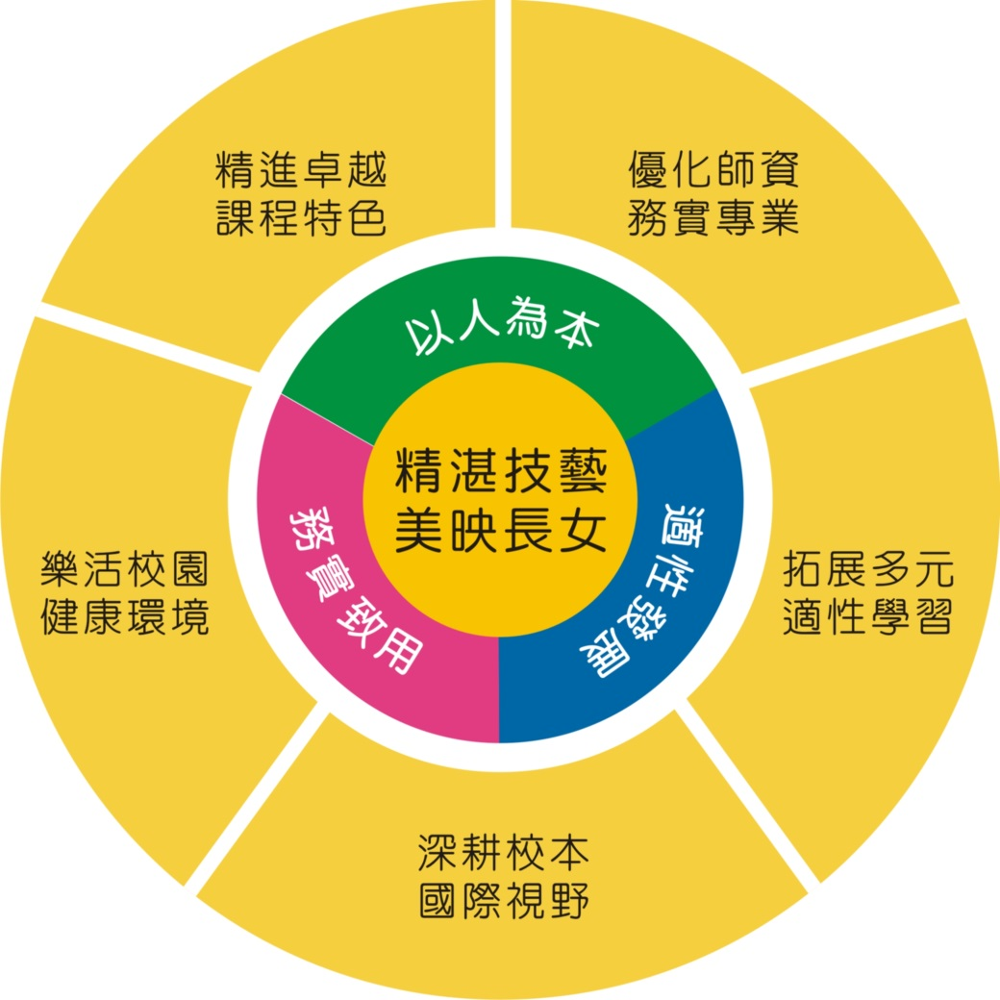 精進卓越
課程特色
優化師資
務實專業
以人為本
精湛技藝
美映長女
務實致用
適性發展
樂活校園
健康環境
拓展多元
適性學習
深耕校本
國際視野